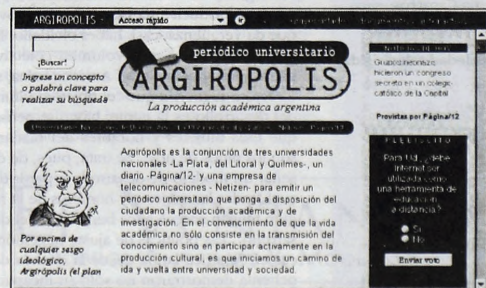 ARGIROPOLIS
Acceso rápido
¡Buscar!
Ingrese un concepto
o palabra clave para
realizar su búsqueda
periódico universitario
ARGIROPOLIS
La producción académica argentina
Grupos neonazis
hicieron un congreso
secreto en un colegio
católico de la Capital
Provistas por Página/12
PLEBISCITO
Para Ud., ¿debe
Internet ser
utilizada como
una herramienta de
educación
a distancia?
Si
No
Enviar voto
Argirópolis es la conjunción de tres universidades
nacionales -La Plata, del Litoral y Quilmes-, un
diario -Página/12- y una empresa de
telecomunicaciones - Netizen- para emitir un
periódico universitario que ponga a disposición del
ciudadano la producción académica y de
investigación. En el convencimiento de que la vida
académica no sólo consiste en la transmisión del
conocimiento sino en participar activamente en la
producción cultural, es que iniciamos un camino de
ida y vuelta entre universidad y sociedad.
Por encima de
cualquier sesgo
ideológico,
Argirópolis (el plan